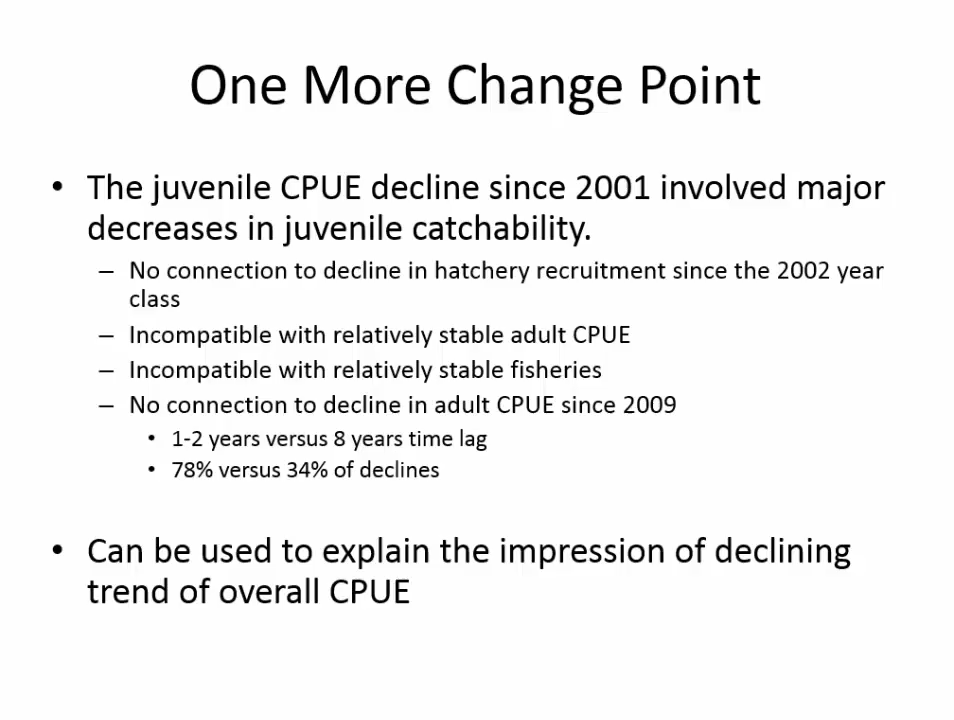 One More Change Point
• The juvenile CPUE decline since 2001 involved major
decreases in juvenile catchability.
– No connection to decline in hatchery recruitment since the 2002 year
class
– Incompatible with relatively stable adult CPUE
– Incompatible with relatively stable fisheries
– No connection to decline in adult CPUE since 2009
• 1-2 years versus 8 years time lag
• 78% versus 34% of declines
• Can be used to explain the impression of declining
trend of overall CPUE